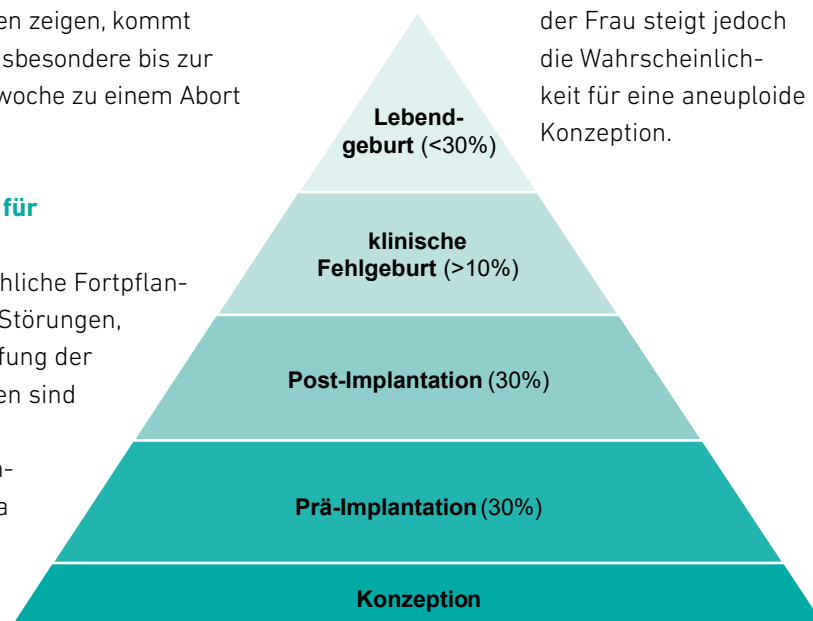 en zeigen, kommt
sbesondere bis zur
woche zu einem Abort
für
hliche Fortpflan-
Störungen,
fung der
en sind
n-
a
der Frau steigt jedoch
die Wahrscheinlich-
keit für eine aneuploide
Konzeption.
Lebend-
geburt (<30%)
klinische
Fehlgeburt (>10%)
Post-Implantation (30%)
Prä-Implantation (30%)
Konzeption